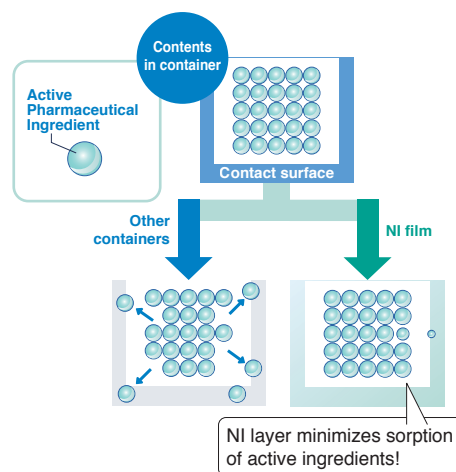 Contents
in container
Active
Pharmaceutical
Ingredient
Contact surface
Other
containers
NI film
NI layer minimizes sorption
of active ingredients!